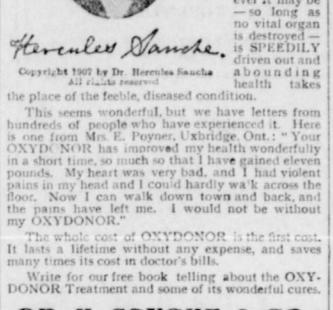 ever it may be
— so long as
no vital organ
is destroyed —
is SPEEDILY
driven out and
abounding
health takes
Hercules Sanche.
Copyright 1907 by Dr. Hercules Sanche
All rights reserved
the place of the feeble, diseased condition.
This seems wonderful, but we have letters from
hundreds of people who have experienced it. Here
is one from Mrs. E. Poyner, Uxbridge, Ont.: "Your
OXYDONOR has improved my health wonderfully
in a short time, so much so that I have gained eleven
pounds. My heart was very bad, and I had violent
pains in my head and I could hardly walk across the
floor. Now I can walk down town and back, and
the pains have left me. I would not be without
my OXYDONOR."
The whole cost of OXYDONOR is the first cost.
It lasts a lifetime without any expense, and saves
many times its cost in doctor's bills.
Write for our free book telling about the OXY-
DONOR Treatment and some of its wonderful cures.